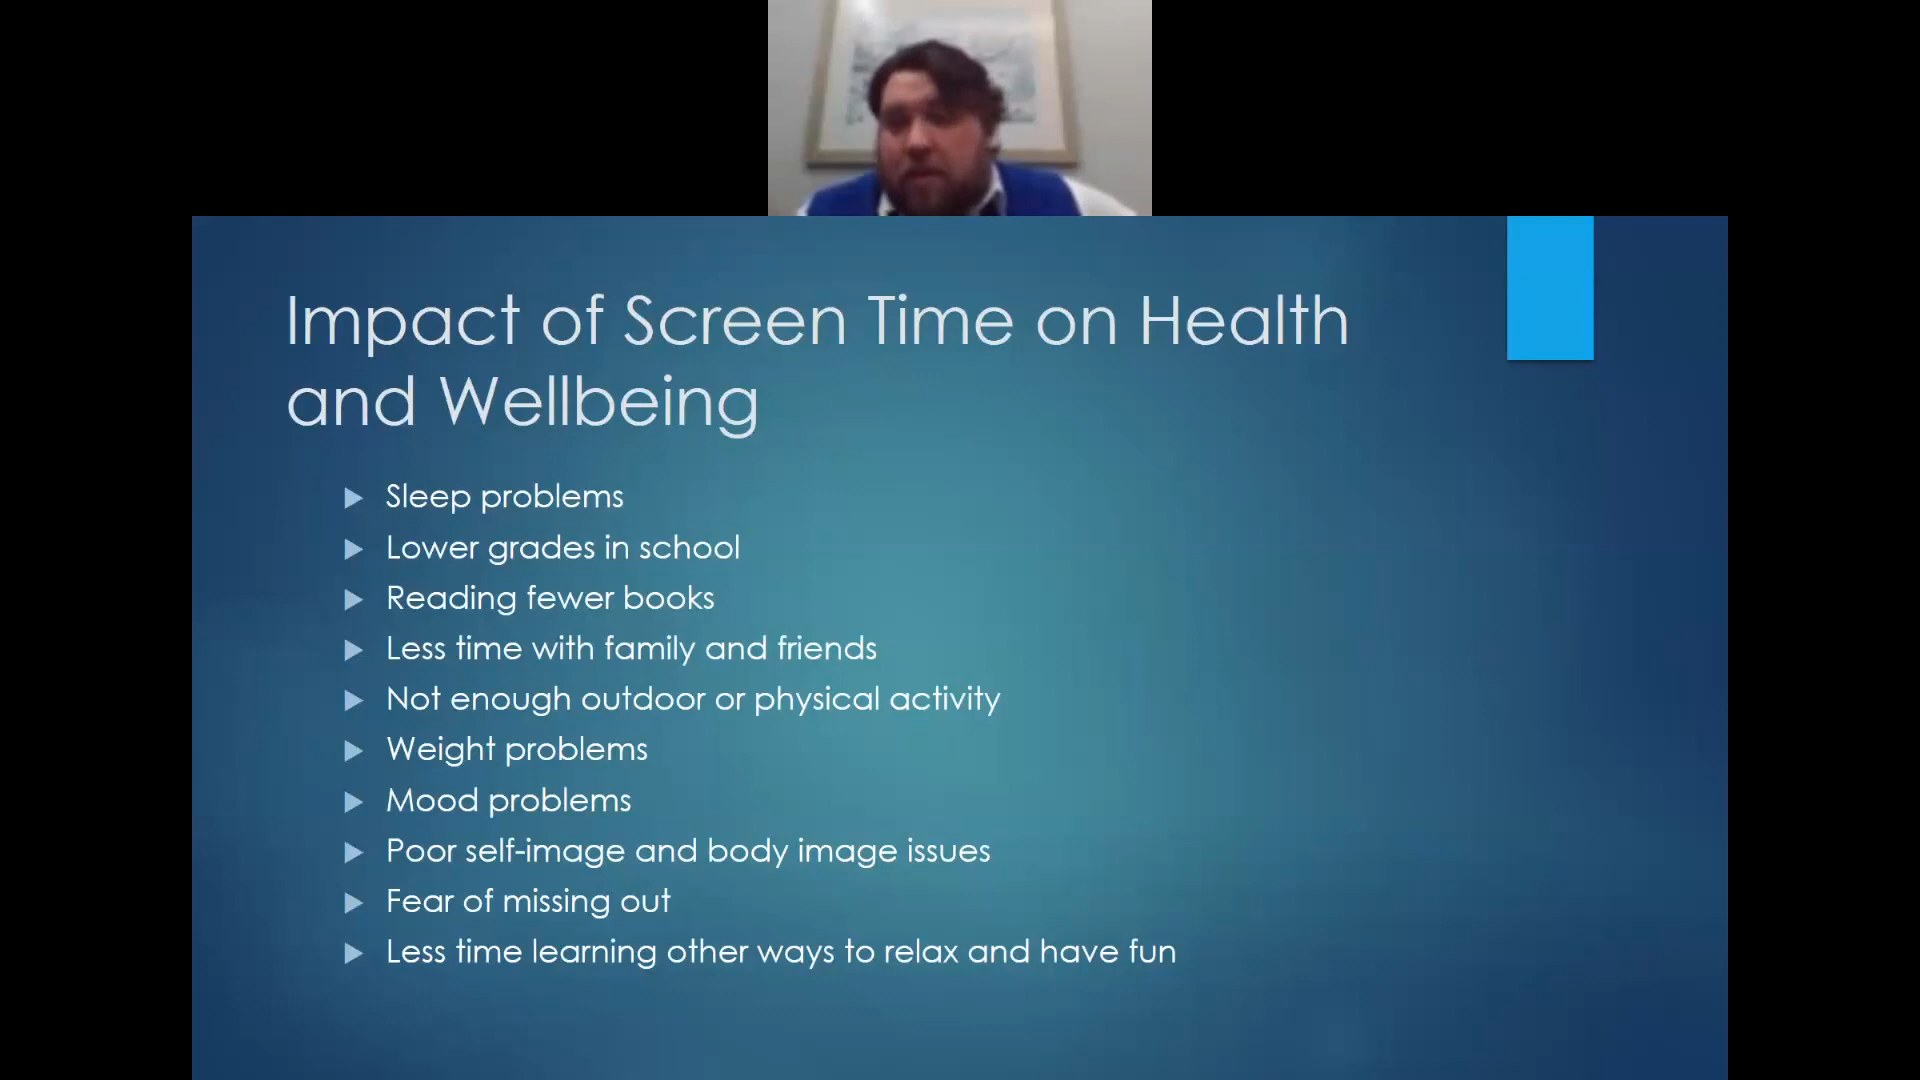 Impact of Screen Time on Health
and Wellbeing
Sleep problems
Lower grades in school
Reading fewer books
Less time with family and friends
Not enough outdoor or physical activity
Weight problems
Mood problems
Poor self-image and body image issues
Fear of missing out
Less time learning other ways to relax and have fun